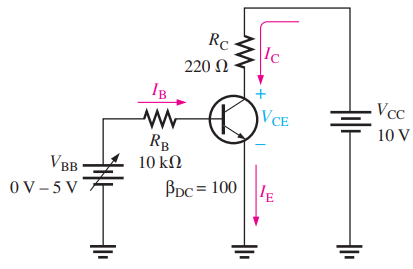 R_C
220 Ω
I_C
I_B
+
V_CE
−
V_CC
10 V
R_B
10 kΩ
V_BB
0 V – 5 V
β_DC = 100
I_E